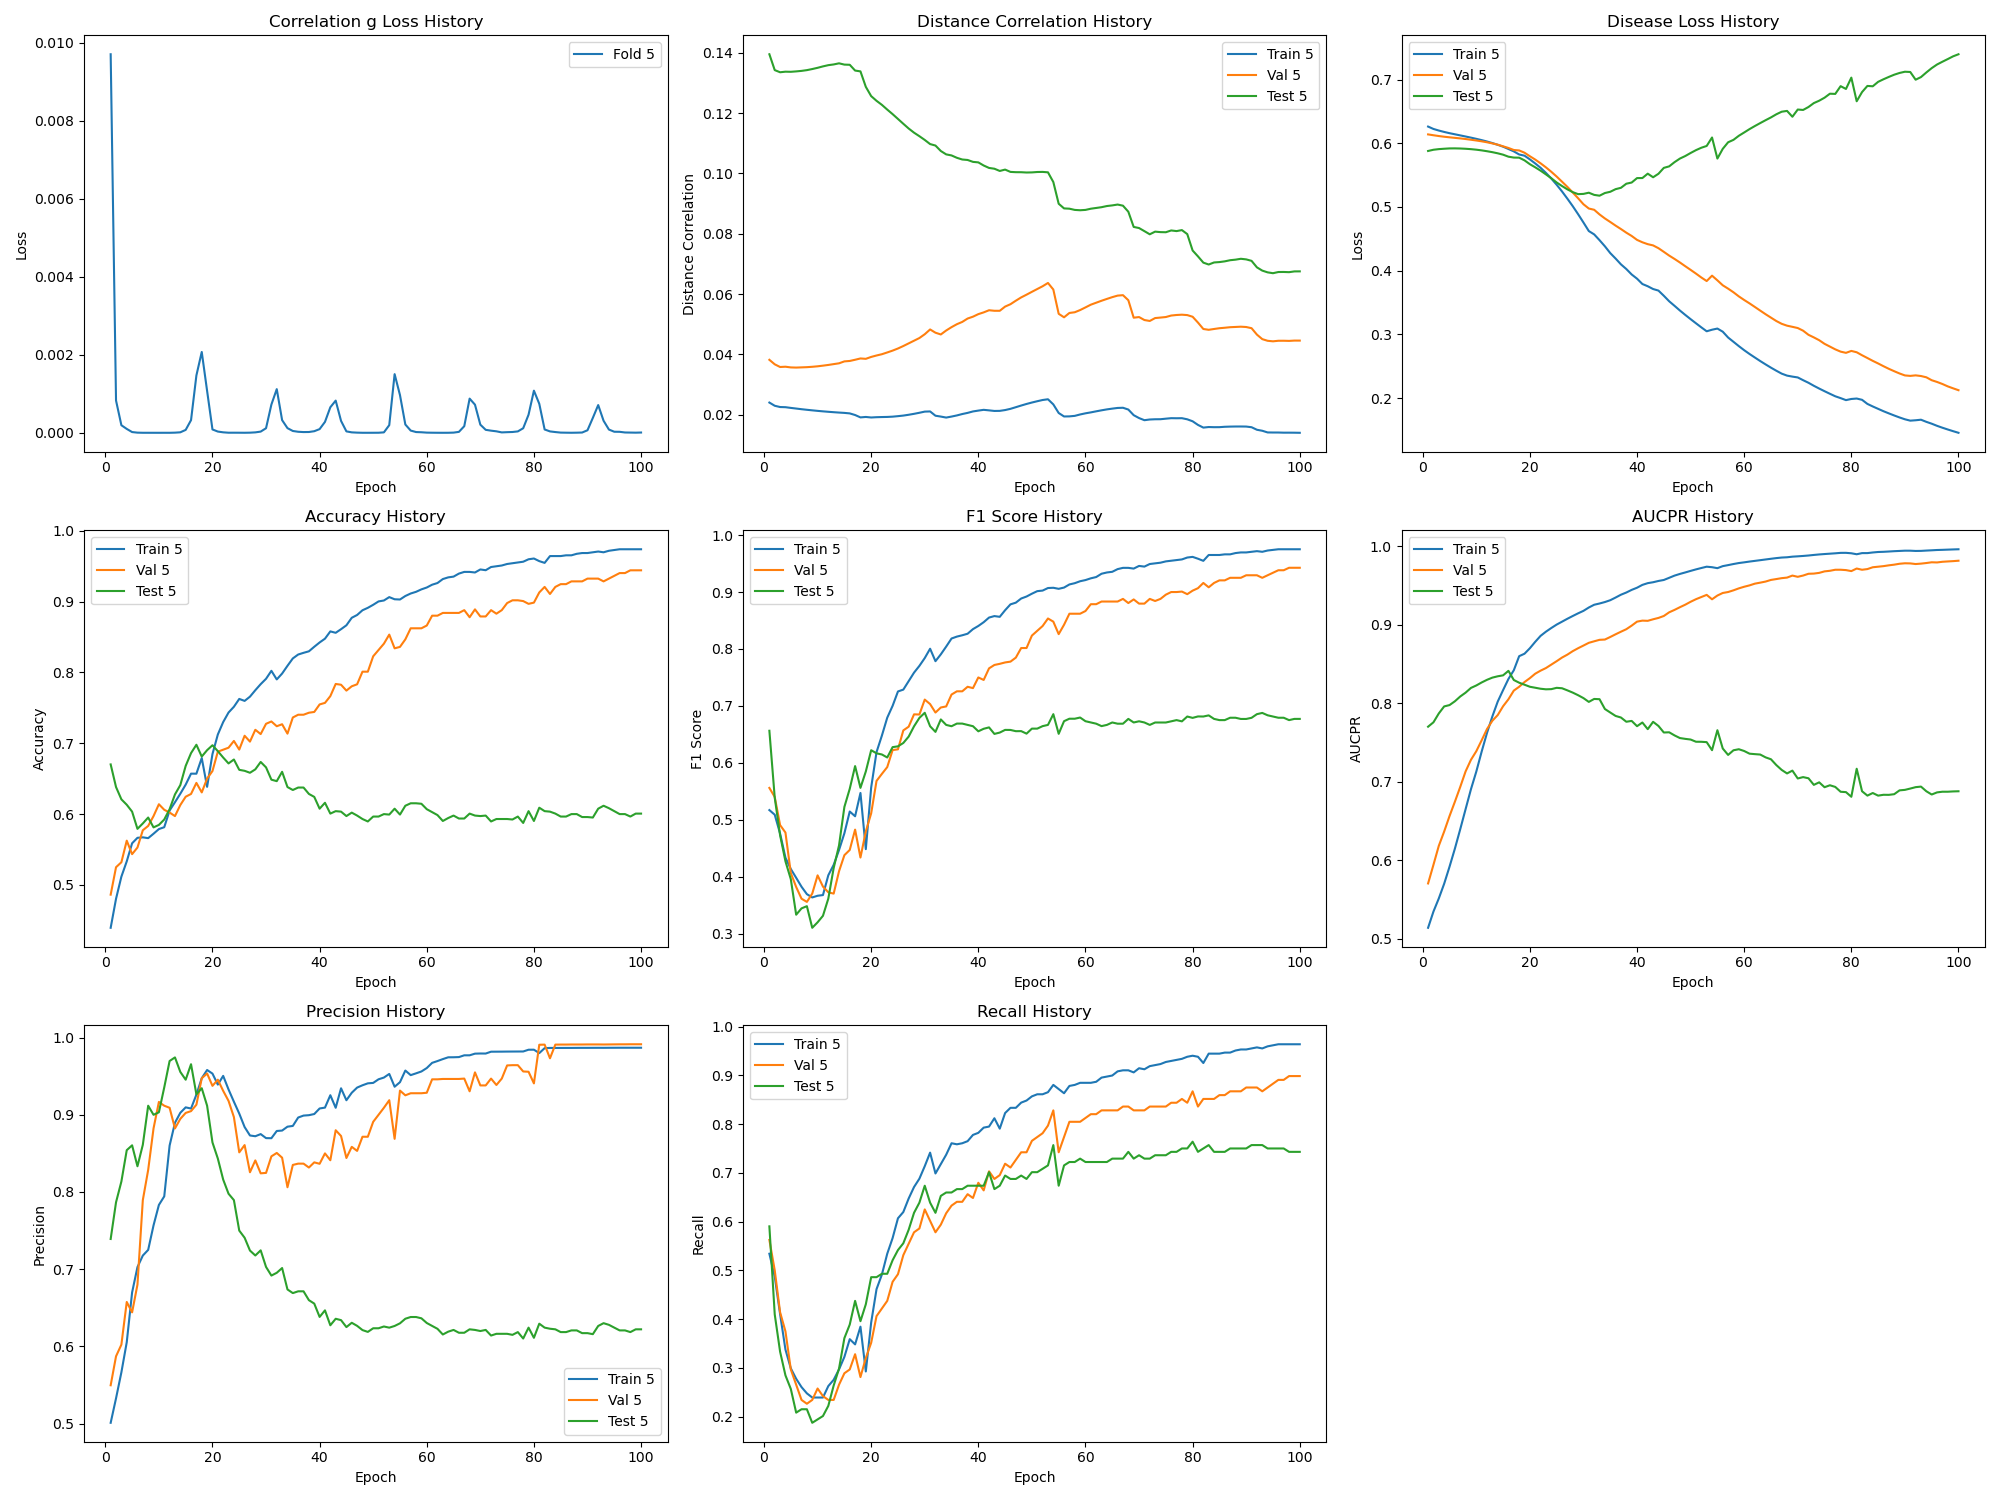 Correlation g Loss History
Loss
0.010
0.008
0.006
0.004
0.002
0.000
0 20 40 60 80 100
Epoch
Fold 5
Distance Correlation History
Distance Correlation
0.14
0.12
0.10
0.08
0.06
0.04
0.02
0 20 40 60 80 100
Epoch
Train 5
Val 5
Test 5
Disease Loss History
Loss
0.7
0.6
0.5
0.4
0.3
0.2
0 20 40 60 80 100
Epoch
Train 5
Val 5
Test 5
Accuracy History
Accuracy
1.0
0.9
0.8
0.7
0.6
0.5
0 20 40 60 80 100
Epoch
Train 5
Val 5
Test 5
F1 Score History
F1 Score
1.0
0.9
0.8
0.7
0.6
0.5
0.4
0.3
0 20 40 60 80 100
Epoch
Train 5
Val 5
Test 5
AUCPR History
AUCPR
1.0
0.9
0.8
0.7
0.6
0.5
0 20 40 60 80 100
Epoch
Train 5
Val 5
Test 5
Precision History
Precision
1.0
0.9
0.8
0.7
0.6
0.5
0 20 40 60 80 100
Epoch
Train 5
Val 5
Test 5
Recall History
Recall
1.0
0.9
0.8
0.7
0.6
0.5
0.4
0.3
0.2
0 20 40 60 80 100
Epoch
Train 5
Val 5
Test 5